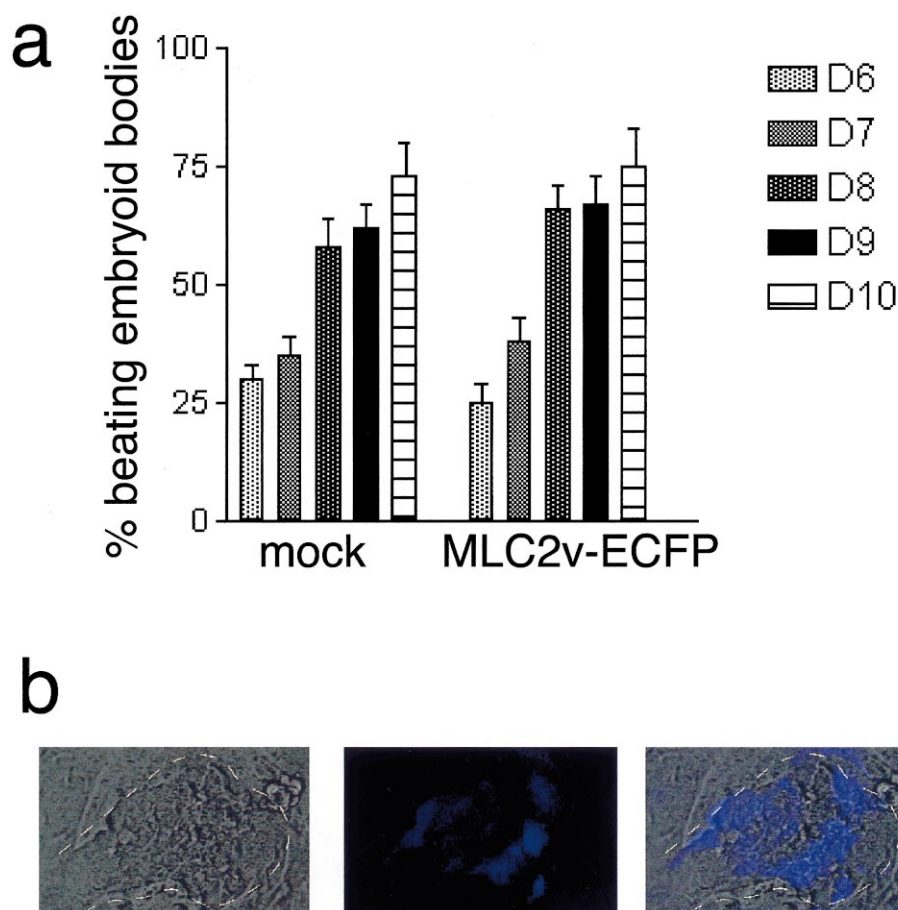 a
% beating embryoid bodies
100
75
50
25
0
mock
MLC2v-ECFP
D6
D7
D8
D9
D10
b